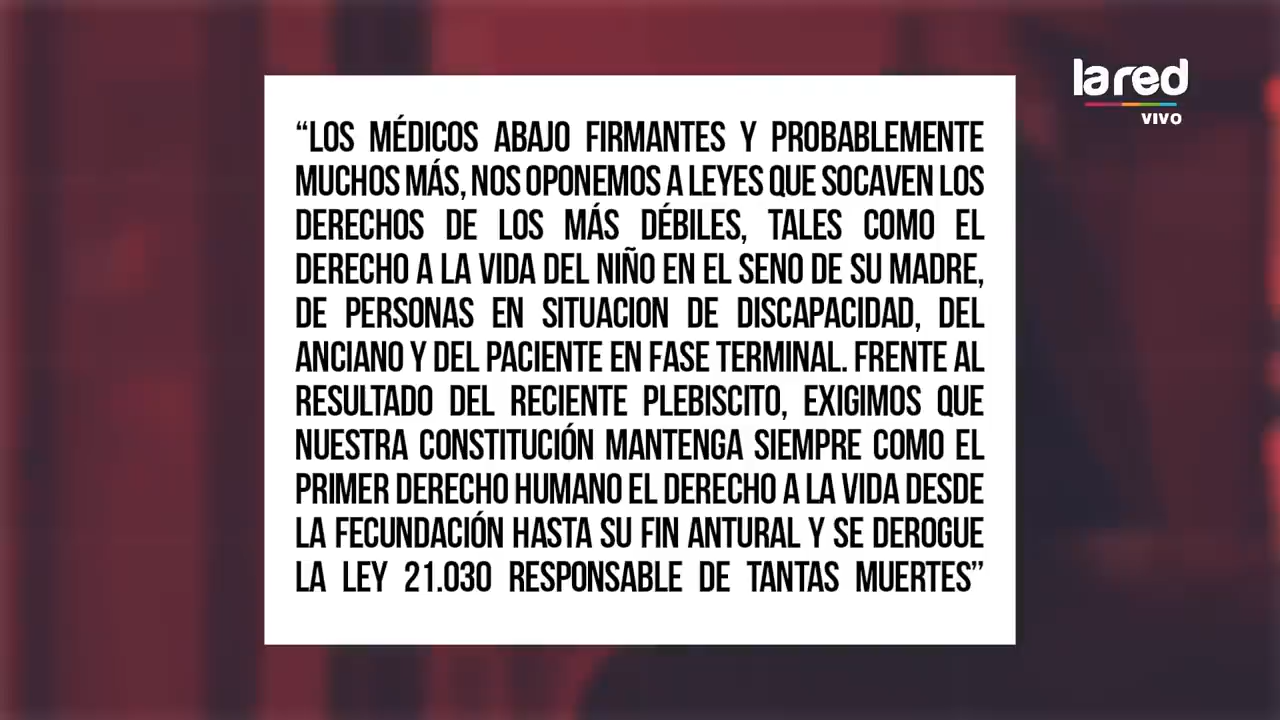 la red
VIVO
“LOS MÉDICOS ABAJO FIRMANTES Y PROBABLEMENTE
MUCHOS MÁS, NOS OPONEMOS A LEYES QUE SOCAVEN LOS
DERECHOS DE LOS MÁS DÉBILES, TALES COMO EL
DERECHO A LA VIDA DEL NIÑO EN EL SENO DE SU MADRE,
DE PERSONAS EN SITUACION DE DISCAPACIDAD, DEL
ANCIANO Y DEL PACIENTE EN FASE TERMINAL. FRENTE AL
RESULTADO DEL RECIENTE PLEBISCITO, EXIGIMOS QUE
NUESTRA CONSTITUCIÓN MANTENGA SIEMPRE COMO EL
PRIMER DERECHO HUMANO EL DERECHO A LA VIDA DESDE
LA FECUNDACIÓN HASTA SU FIN ANTURAL Y SE DEROGUE
LA LEY 21.030 RESPONSABLE DE TANTAS MUERTES”